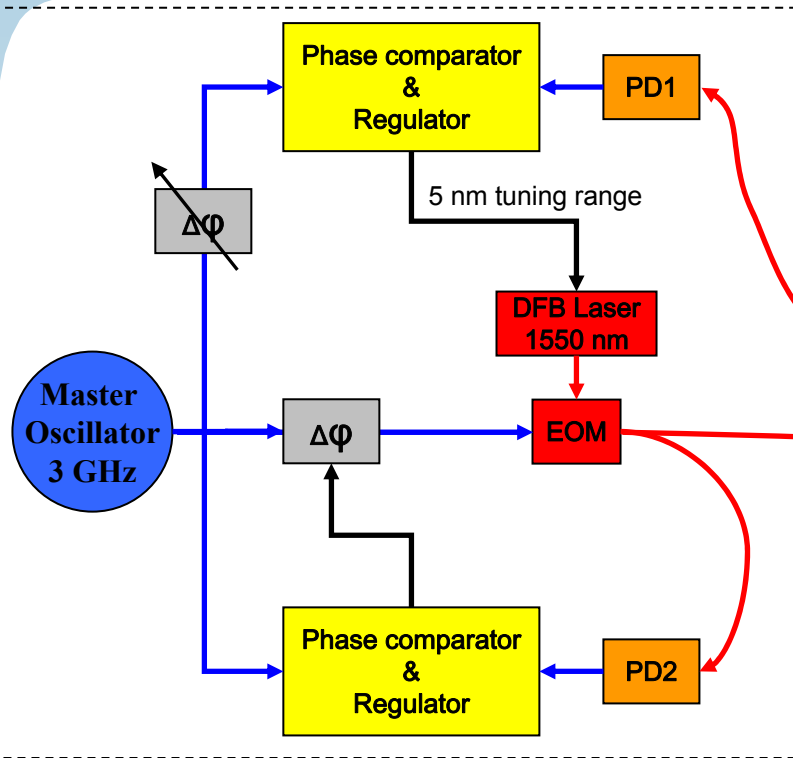 Phase comparator
&
Regulator
PD1
5 nm tuning range
Δφ
DFB Laser
1550 nm
Master
Oscillator
3 GHz
Δφ
EOM
Phase comparator
&
Regulator
PD2